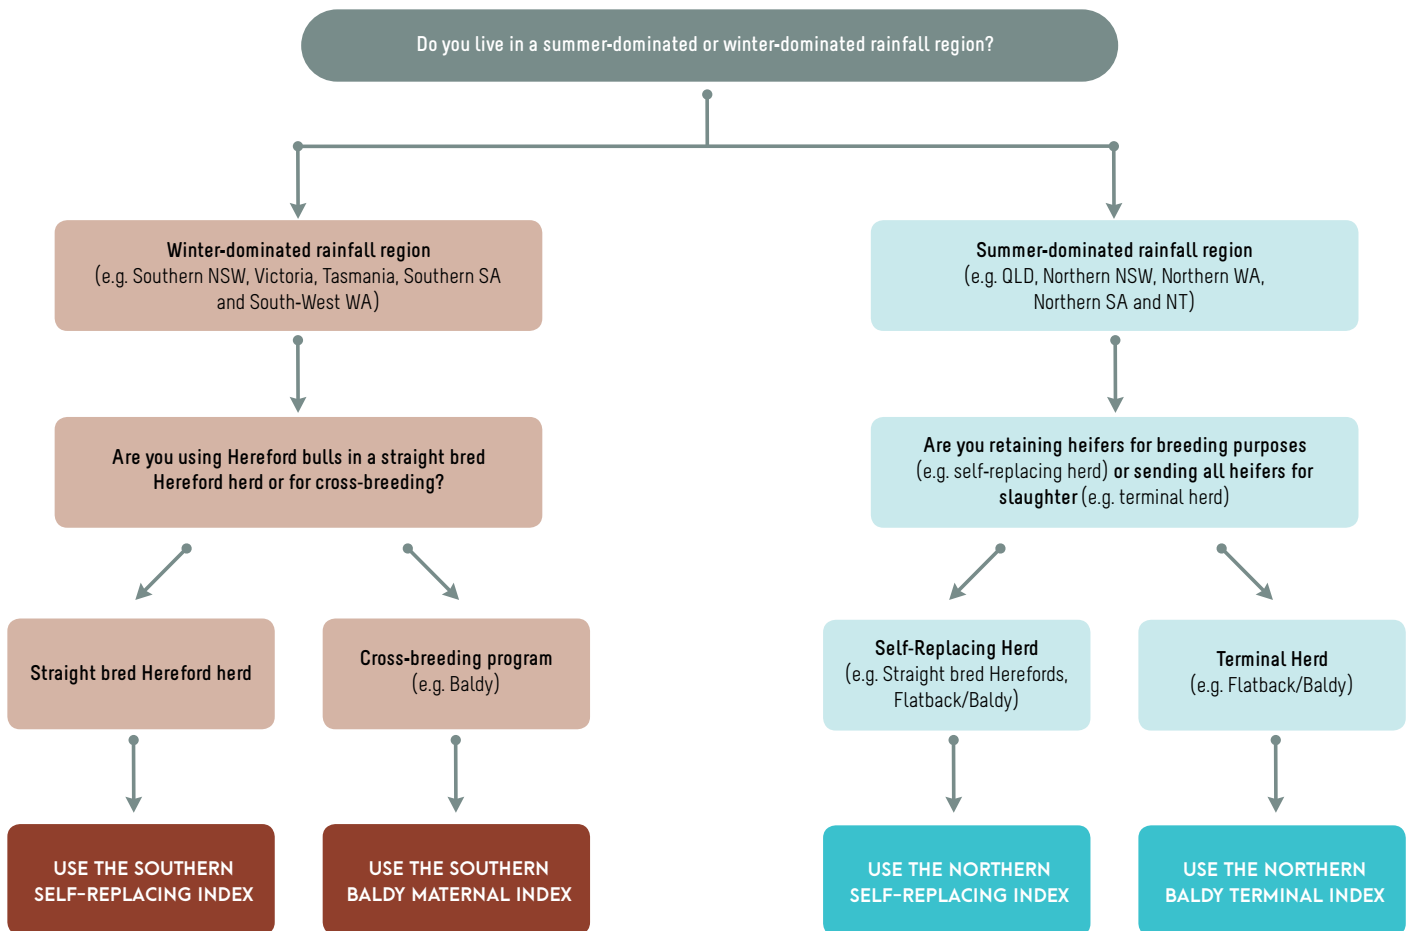 Do you live in a summer-dominated or winter-dominated rainfall region?
Winter-dominated rainfall region
(e.g. Southern NSW, Victoria, Tasmania, Southern SA
and South-West WA)
Summer-dominated rainfall region
(e.g. QLD, Northern NSW, Northern WA,
Northern SA and NT)
Are you using Hereford bulls in a straight bred
Hereford herd or for cross-breeding?
Are you retaining heifers for breeding purposes
(e.g. self-replacing herd) or sending all heifers for
slaughter (e.g. terminal herd)
Straight bred Hereford herd
Cross-breeding program
(e.g. Baldy)
Self-Replacing Herd
(e.g. Straight bred Herefords,
Flatback/Baldy)
Terminal Herd
(e.g. Flatback/Baldy)
USE THE SOUTHERN
SELF-REPLACING INDEX
USE THE SOUTHERN
BALDY MATERNAL INDEX
USE THE NORTHERN
SELF-REPLACING INDEX
USE THE NORTHERN
BALDY TERMINAL INDEX